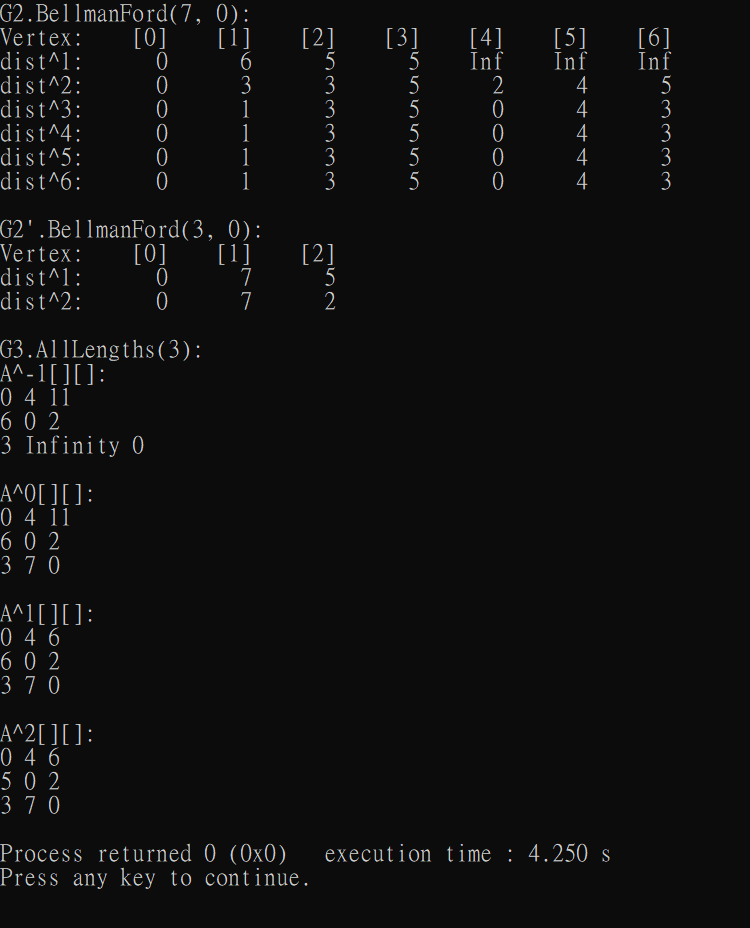 G2.BellmanFord(7, 0):
Vertex: [0] [1] [2] [3] [4] [5] [6]
dist^1: 0 6 5 5 Inf Inf Inf
dist^2: 0 3 3 5 2 4 5
dist^3: 0 1 3 5 0 4 3
dist^4: 0 1 3 5 0 4 3
dist^5: 0 1 3 5 0 4 3
dist^6: 0 1 3 5 0 4 3
G2'.BellmanFord(3, 0):
Vertex: [0] [1] [2]
dist^1: 0 7 5
dist^2: 0 7 2
G3.AllLengths(3):
A^-1[][]:
0 4 11
6 0 2
3 Infinity 0
A^0[][]:
0 4 11
6 0 2
3 7 0
A^1[][]:
0 4 6
6 0 2
3 7 0
A^2[][]:
0 4 6
5 0 2
3 7 0
Process returned 0 (0x0) execution time : 4.250 s
Press any key to continue.